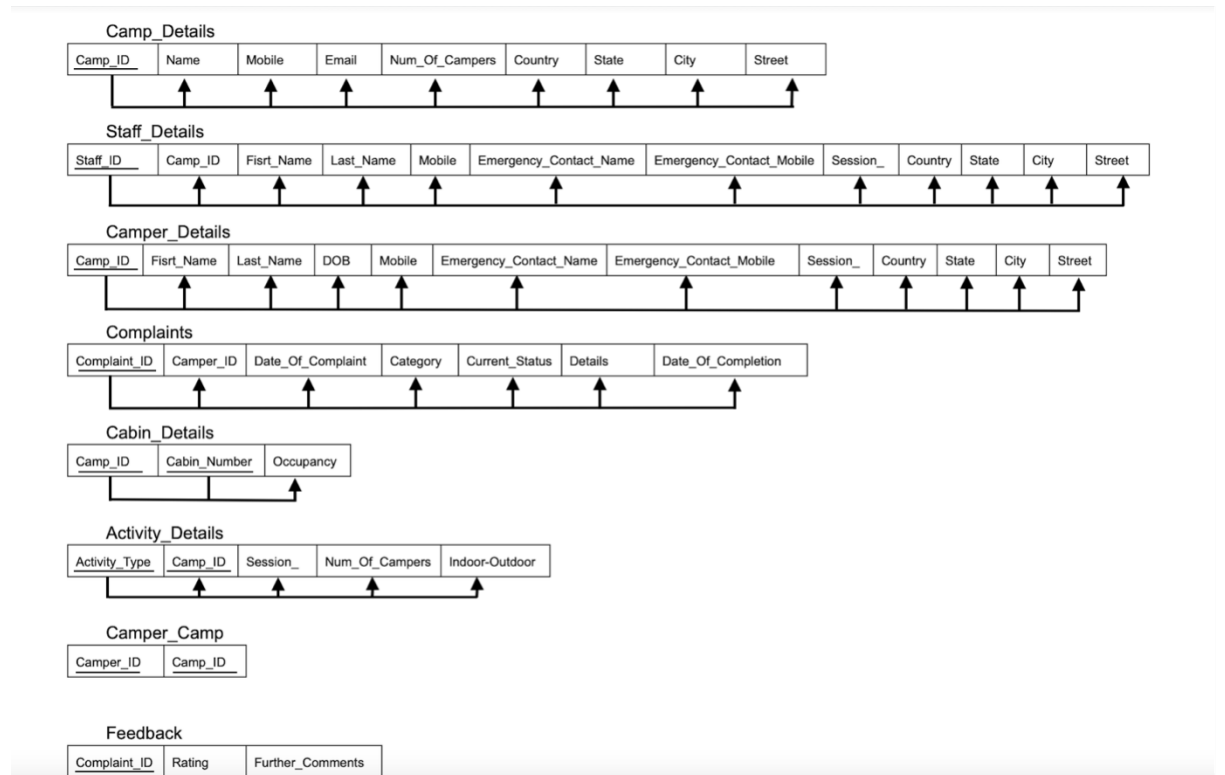 Camp_Details
Camp_ID Name Mobile Email Num_Of_Campers Country State City Street
Staff_Details
Staff_ID Camp_ID Fisrt_Name Last_Name Mobile Emergency_Contact_Name Emergency_Contact_Mobile Session_ Country State City Street
Camper_Details
Camp_ID Fisrt_Name Last_Name DOB Mobile Emergency_Contact_Name Emergency_Contact_Mobile Session_ Country State City Street
Complaints
Complaint_ID Camper_ID Date_Of_Complaint Category Current_Status Details Date_Of_Completion
Cabin_Details
Camp_ID Cabin_Number Occupancy
Activity_Details
Activity_Type Camp_ID Session_ Num_Of_Campers Indoor-Outdoor
Camper_Camp
Camper_ID Camp_ID
Feedback
Complaint_ID Rating Further_Comments